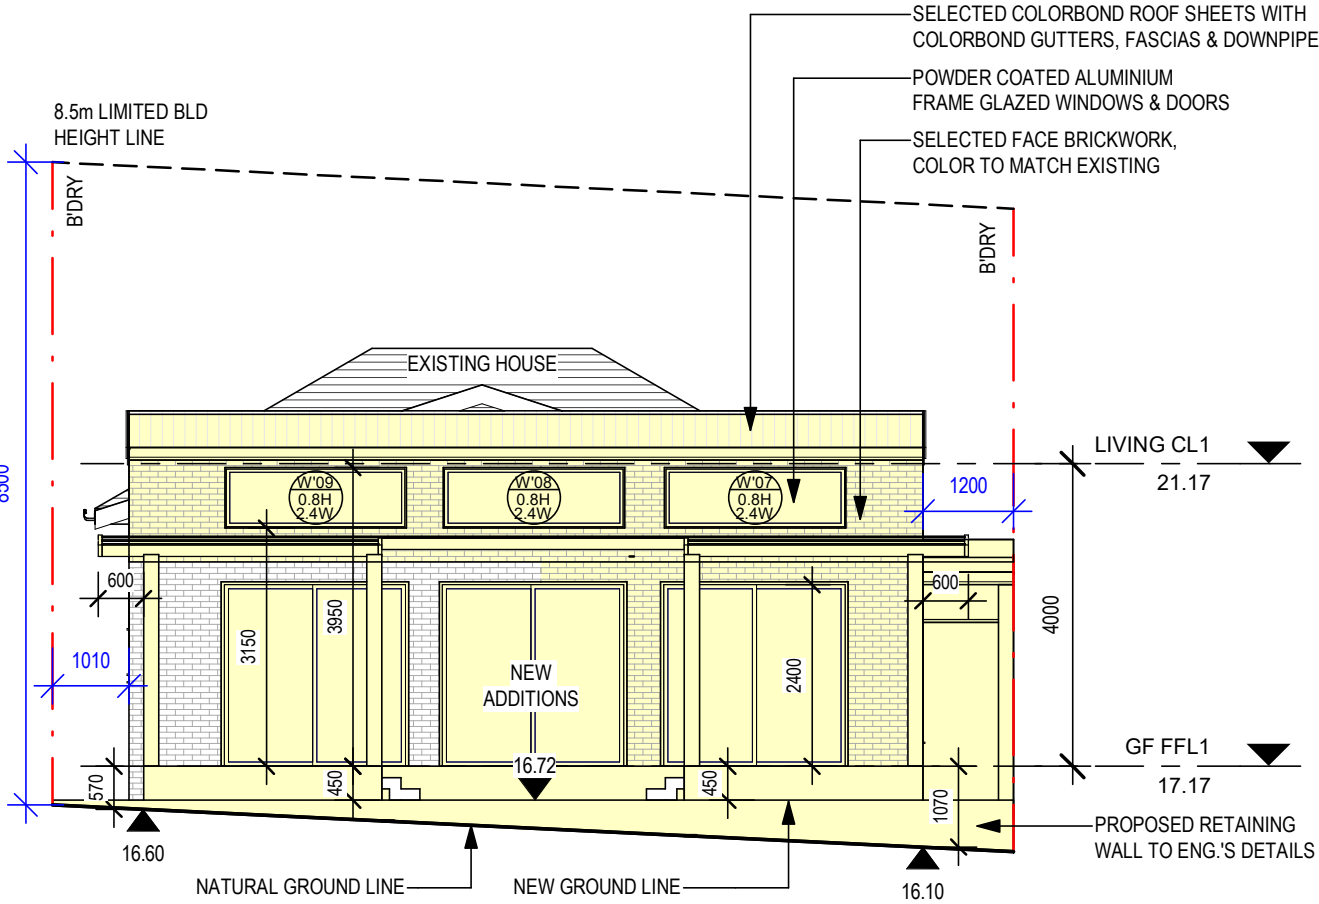 SELECTED COLORBOND ROOF SHEETS WITH
COLORBOND GUTTERS, FASCIAS & DOWNPIPE
POWDER COATED ALUMINIUM
FRAME GLAZED WINDOWS & DOORS
SELECTED FACE BRICKWORK,
COLOR TO MATCH EXISTING
8.5m LIMITED BLD
HEIGHT LINE
B'DRY
B'DRY
EXISTING HOUSE
LIVING CL1
21.17
8500
W'09
0.8H
2.4W
W'08
0.8H
2.4W
W'07
0.8H
2.4W
1200
600
600
3950
3150
4000
1010
2400
NEW
ADDITIONS
16.72
GF FFL1
17.17
570
450
450
1070
16.60
PROPOSED RETAINING
WALL TO ENG.'S DETAILS
NATURAL GROUND LINE
NEW GROUND LINE
16.10